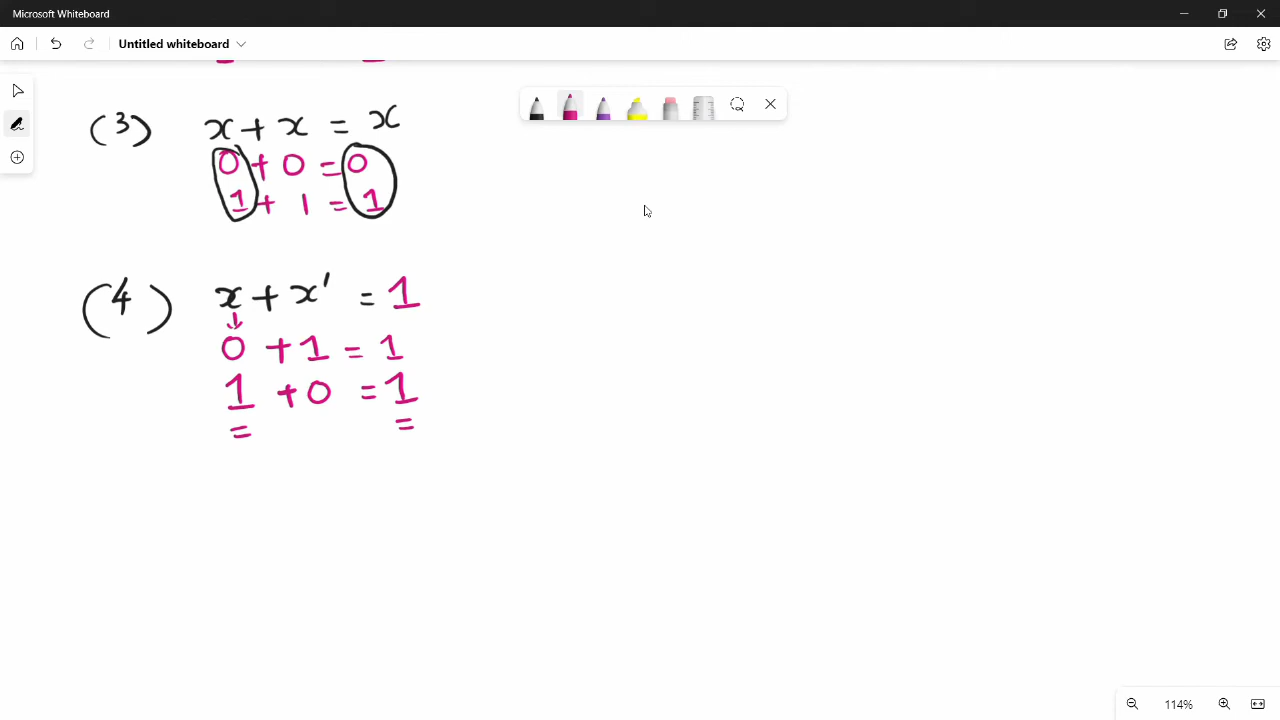 Microsoft Whiteboard
Untitled whiteboard
(3) x + x = x
0 + 0 = 0
1 + 1 = 1
(4) x + x' = 1
0 + 1 = 1
1 + 0 = 1
= =
114%